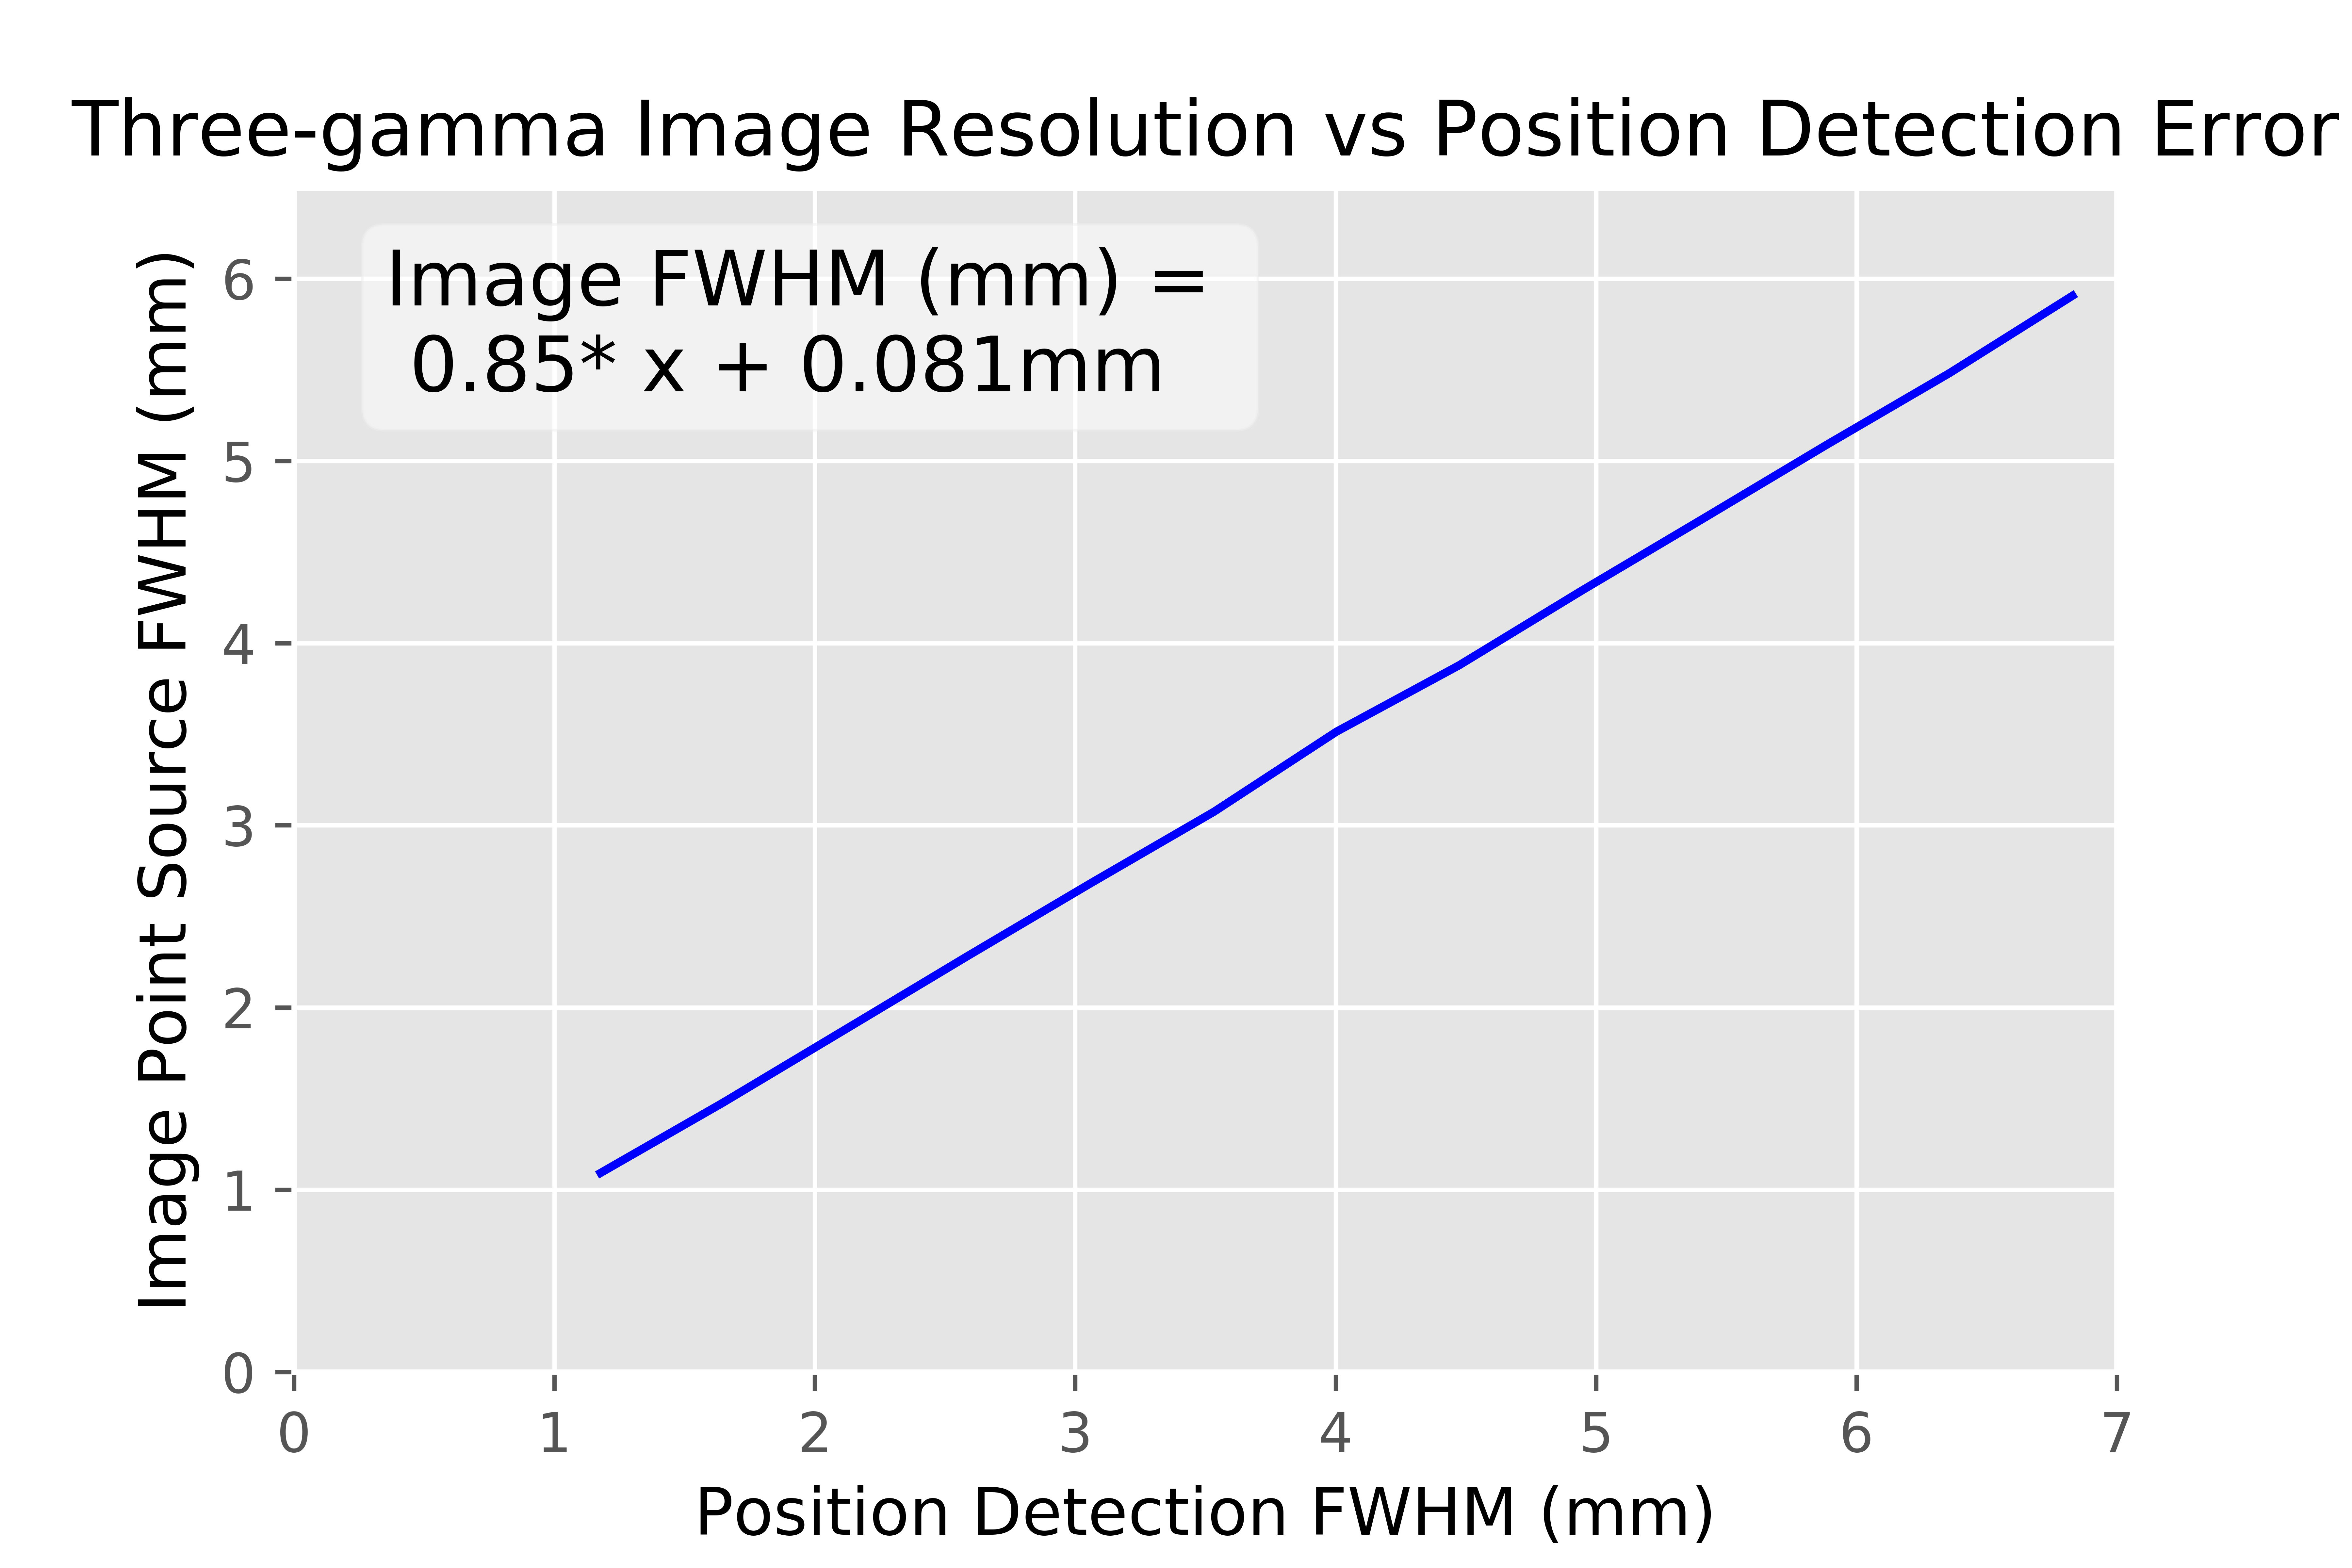 Three-gamma Image Resolution vs Position Detection Error
Image FWHM (mm) =
0.85* x + 0.081mm
Image Point Source FWHM (mm)
6
5
4
3
2
1
0
0 1 2 3 4 5 6 7
Position Detection FWHM (mm)